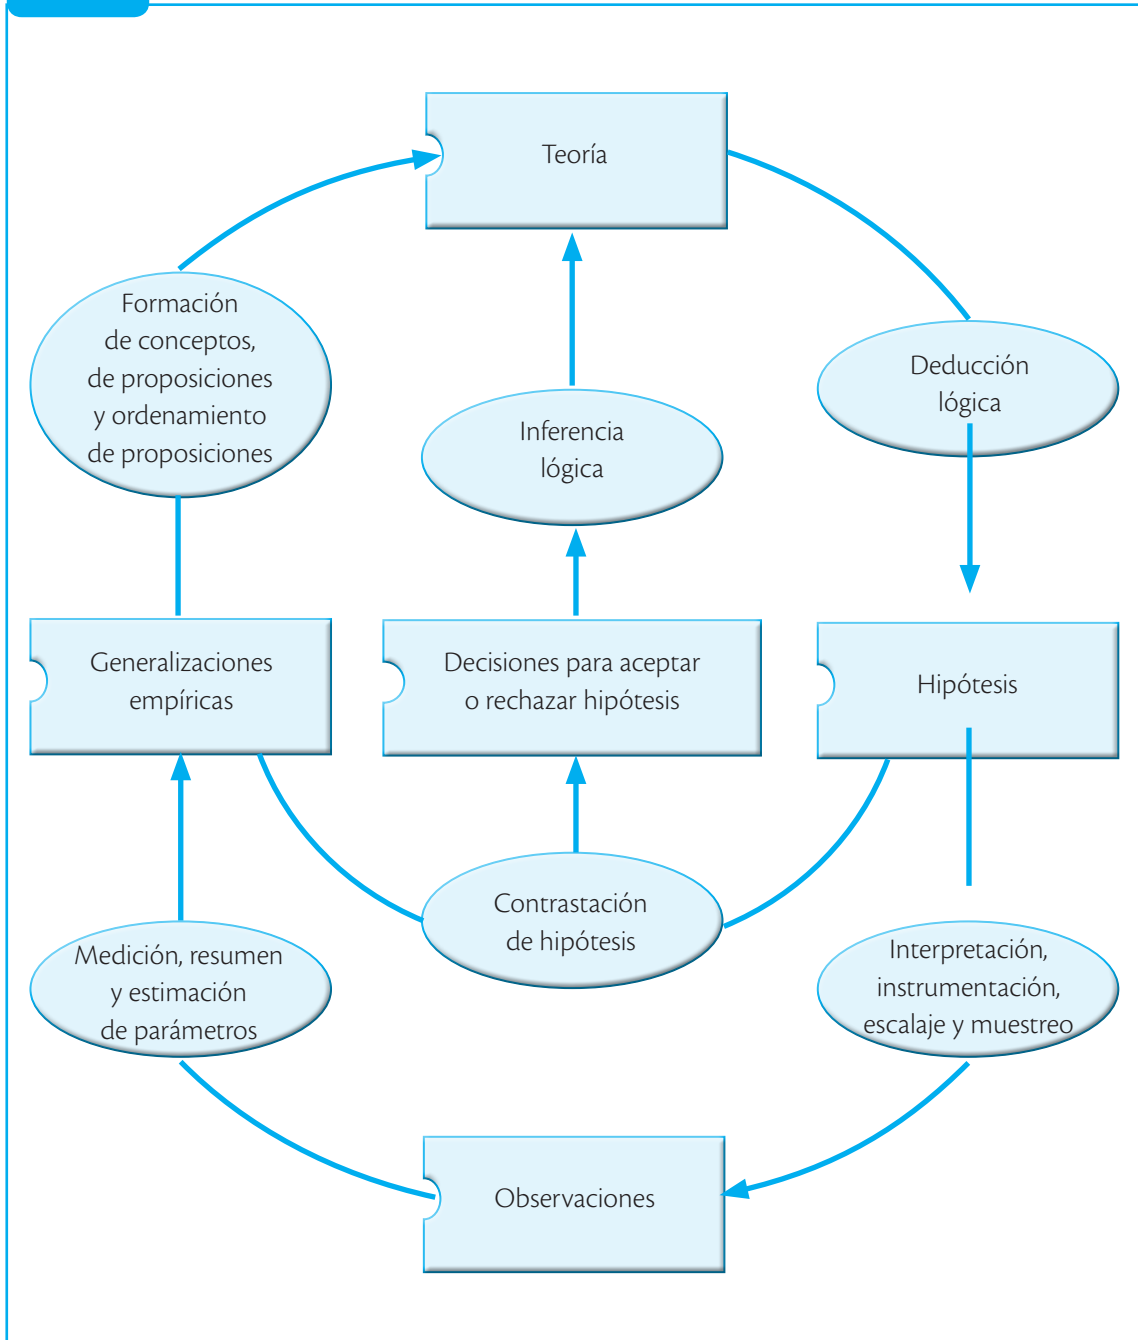 Teoría
Formación
de conceptos,
de proposiciones
y ordenamiento
de proposiciones
Inferencia
lógica
Deducción
lógica
Generalizaciones
empíricas
Decisiones para aceptar
o rechazar hipótesis
Hipótesis
Medición, resumen
y estimación
de parámetros
Contrastación
de hipótesis
Interpretación,
instrumentación,
escalaje y muestreo
Observaciones